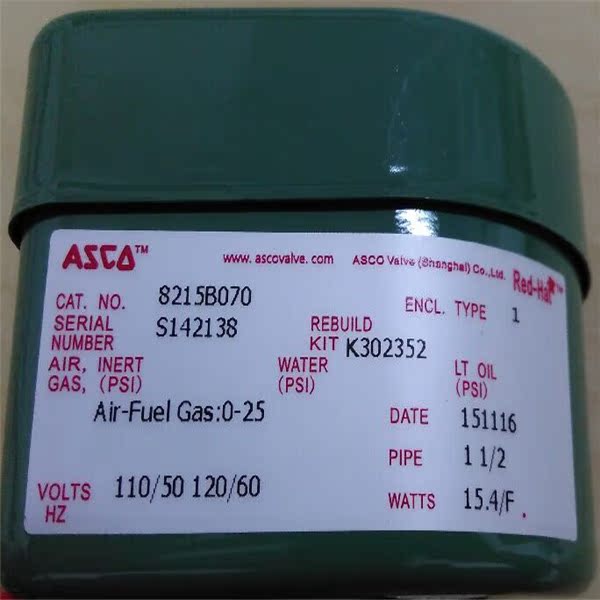 ASCO™ www.ascovalve.com ASCO Valve (Shanghai) Co.,Ltd. Red-Hat™
CAT. NO. 8215B070 ENCL. TYPE 1
SERIAL NUMBER S142138 REBUILD KIT K302352
AIR, INERT GAS, (PSI) WATER (PSI) LT OIL (PSI)
Air-Fuel Gas:0-25
DATE 151116
PIPE 1 1/2
VOLTS HZ 110/50 120/60
WATTS 15.4/F